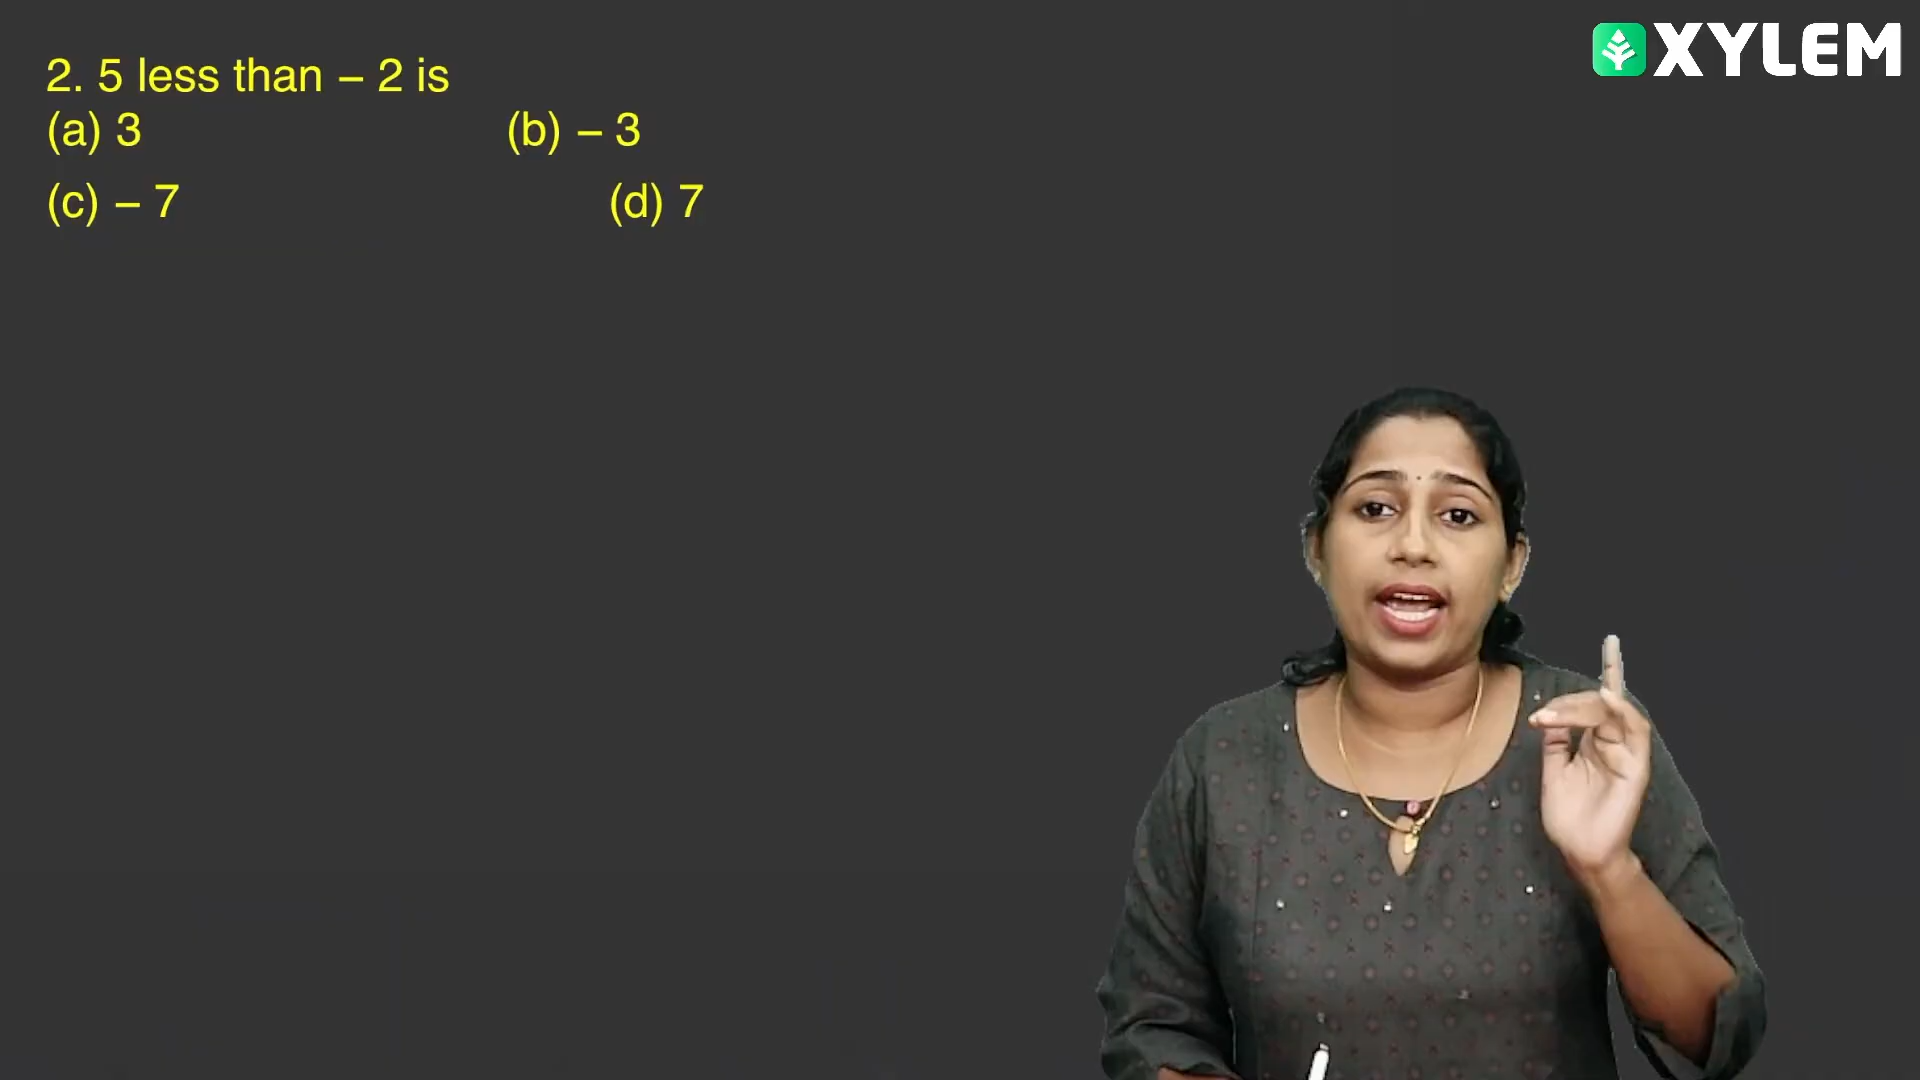 XYLEM
2. 5 less than – 2 is
(a) 3 (b) – 3
(c) – 7 (d) 7